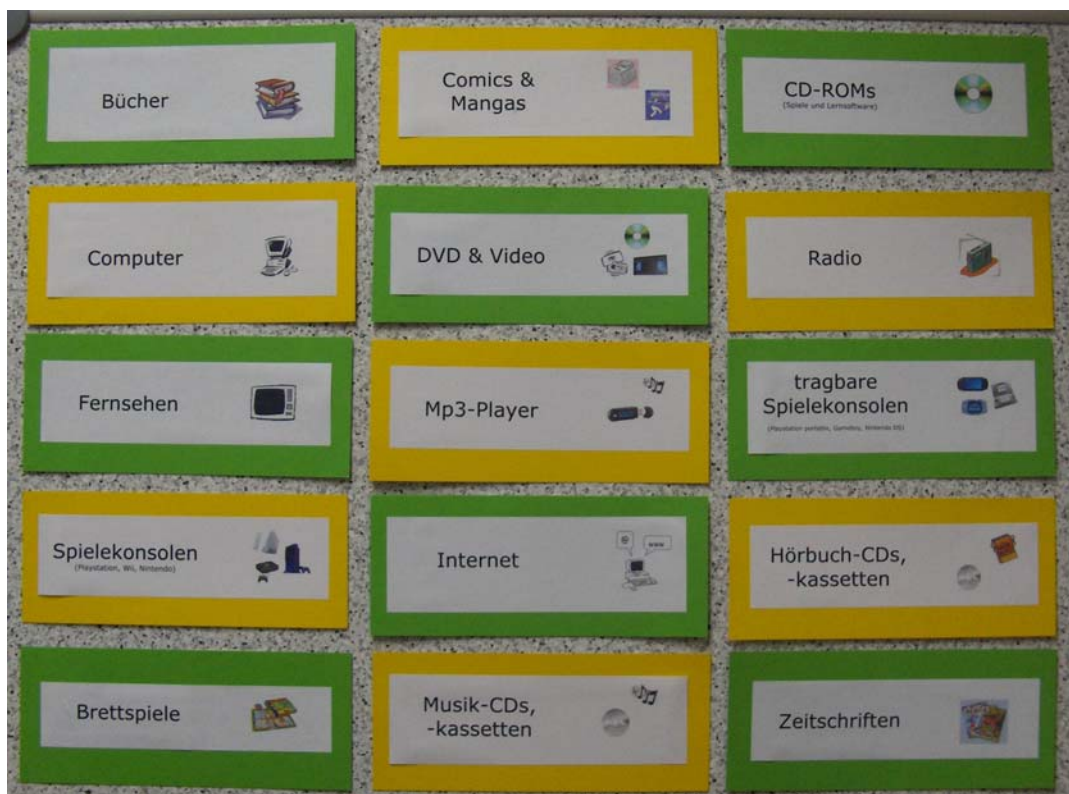 Bücher
Comics &
Mangas
CD-ROMs
(Spiele und Lernsoftware)
Computer
DVD & Video
Radio
Fernsehen
Mp3-Player
tragbare
Spielekonsolen
(Playstation portable, Gameboy, Nintendo DS)
Spielekonsolen
(Playstation, Wii, Nintendo)
Internet
@
www
Hörbuch-CDs,
-kassetten
Brettspiele
Musik-CDs,
-kassetten
Zeitschriften